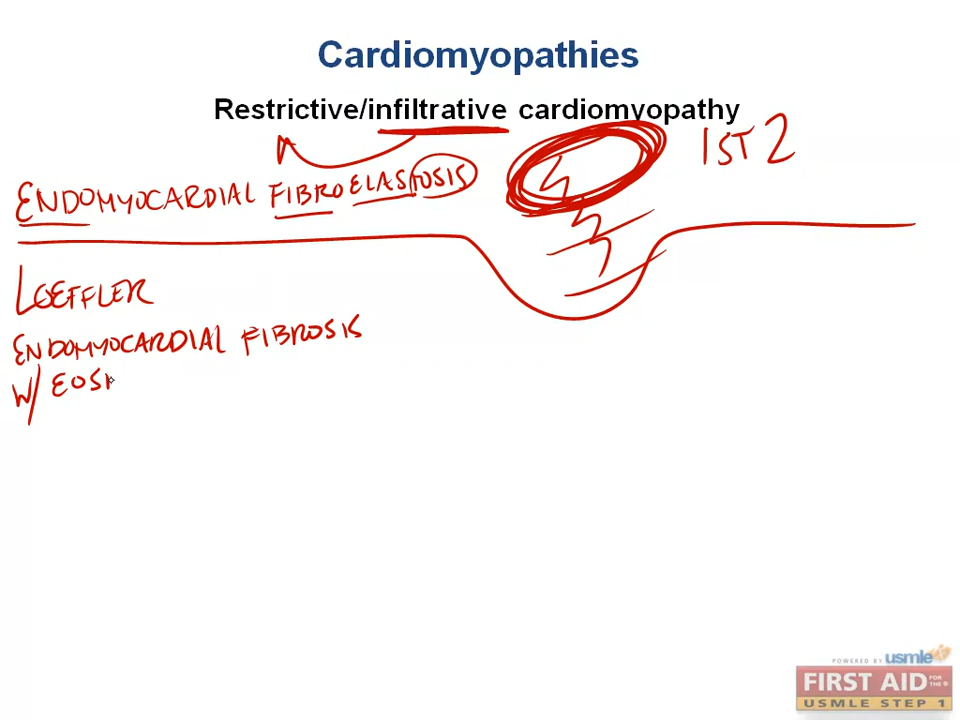 Cardiomyopathies
Restrictive/infiltrative cardiomyopathy
1ST 2
ENDOMYOCARDIAL FIBROELASTOSIS
LOEFFLER
ENDOMYOCARDIAL FIBROSIS
W/ EOSI
POWERED BY usmle
FIRST AID FOR THE®
USMLE STEP 1